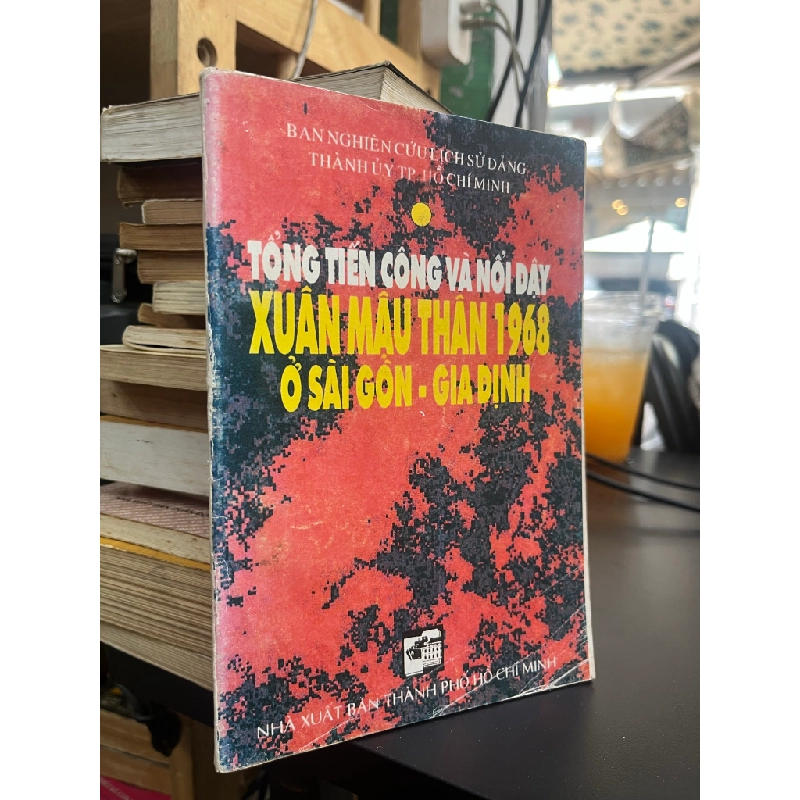 BAN NGHIÊN CỨU LỊCH SỬ ĐẢNG
THÀNH ỦY TP. HỒ CHÍ MINH
TỔNG TIẾN CÔNG VÀ NỔI DẬY
XUÂN MẬU THÂN 1968
Ở SÀI GÒN - GIA ĐỊNH
NHÀ XUẤT BẢN THÀNH PHỐ HỒ CHÍ MINH